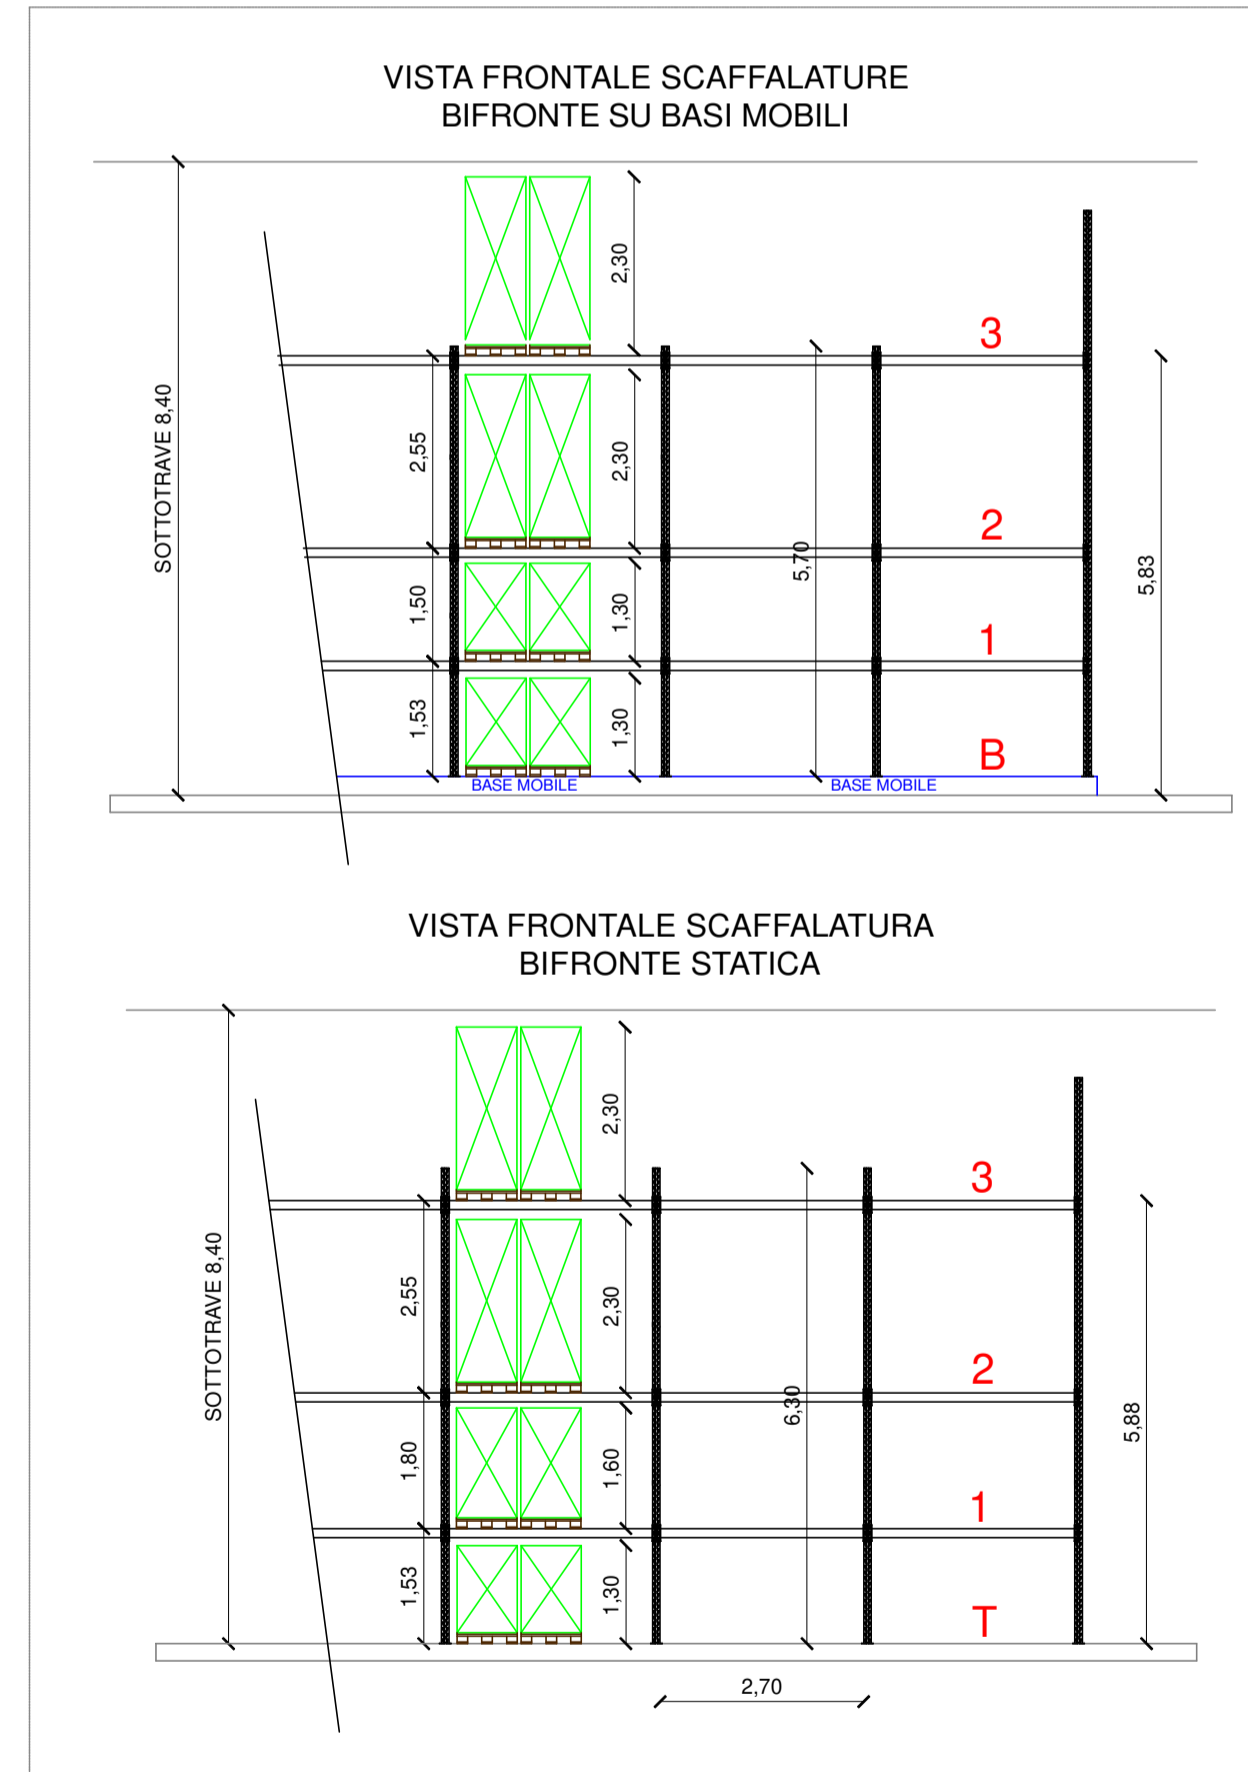 VISTA FRONTALE SCAFFALATURE
BIFRONTE SU BASI MOBILI
SOTTOTRAVE 8,40
2,30
3
2,55
2,30
2
5,70
5,83
1,50
1,30
1
1,53
1,30
B
BASE MOBILE
BASE MOBILE
VISTA FRONTALE SCAFFALATURA
BIFRONTE STATICA
SOTTOTRAVE 8,40
2,30
3
2,55
2,30
2
6,30
5,88
1,80
1,60
1
1,53
1,30
T
2,70